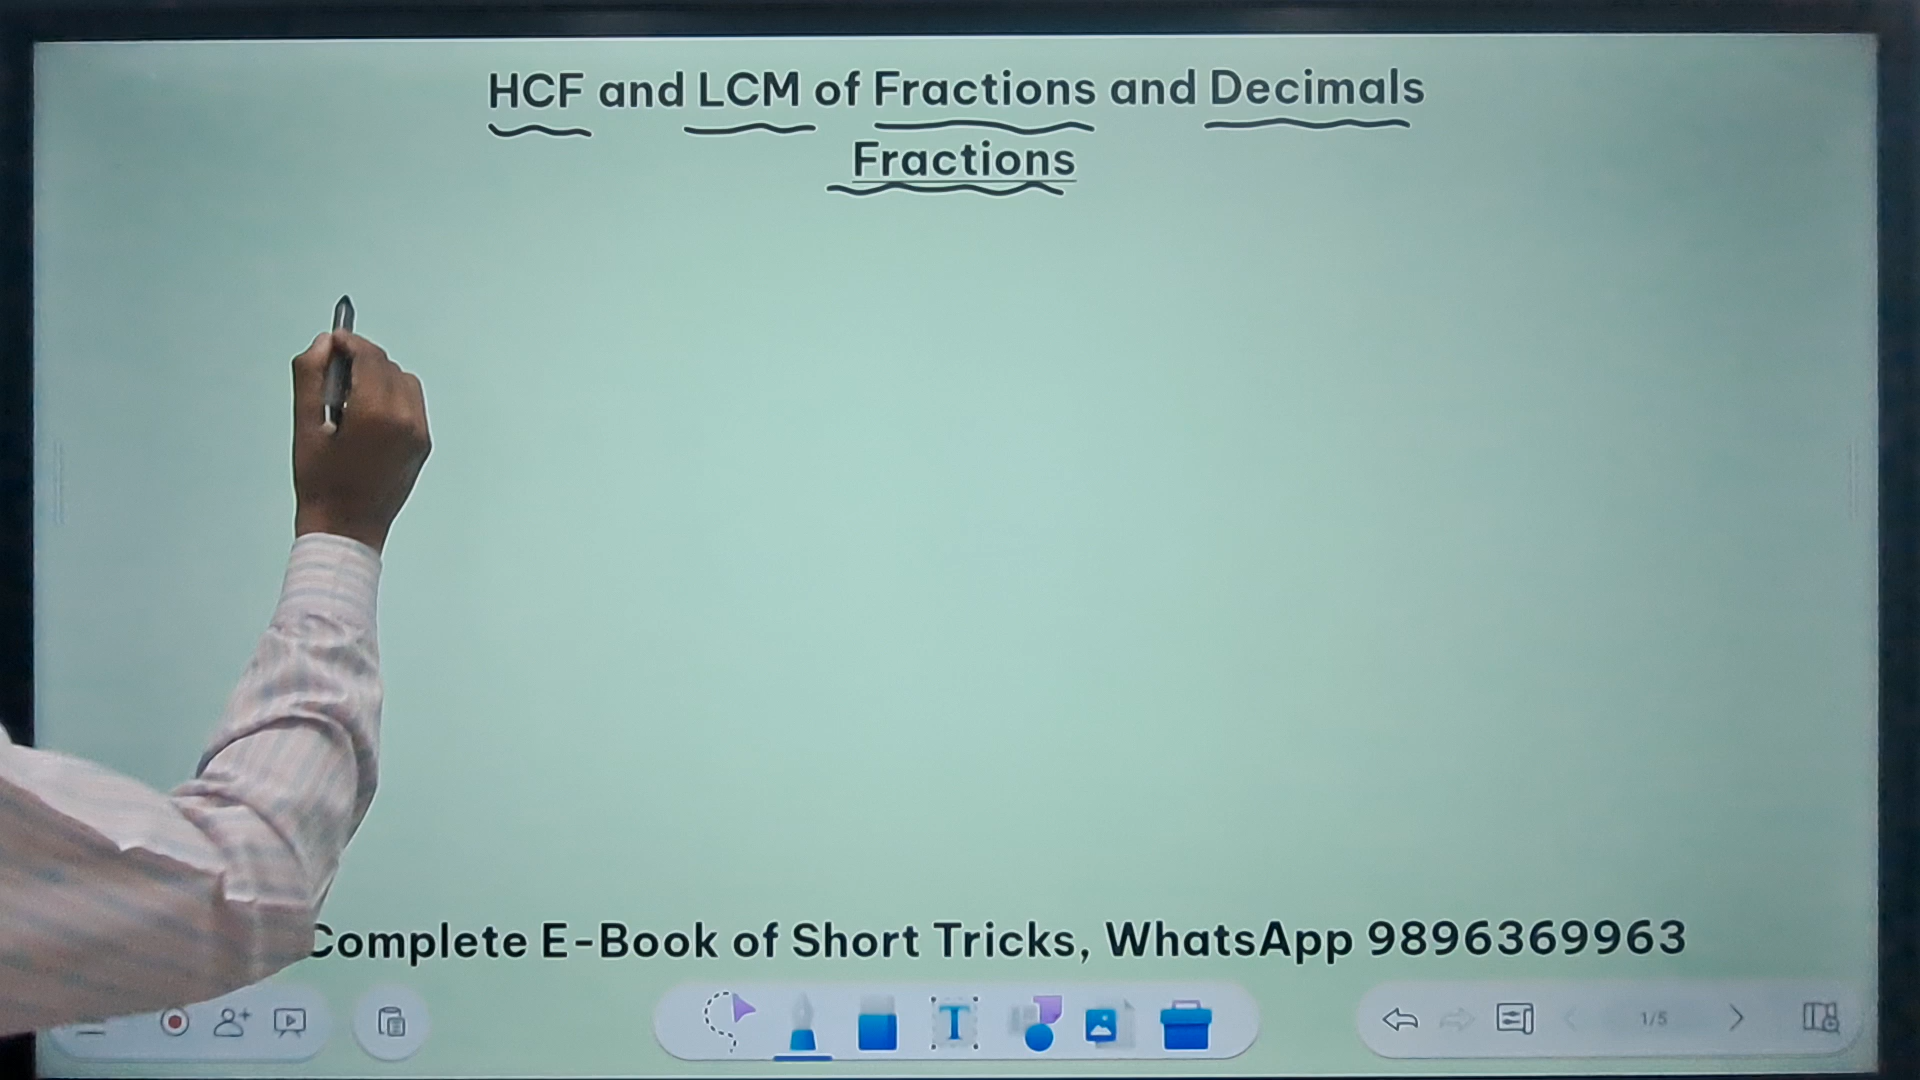 HCF and LCM of Fractions and Decimals
Fractions
Complete E-Book of Short Tricks, WhatsApp 9896369963
T
1/5